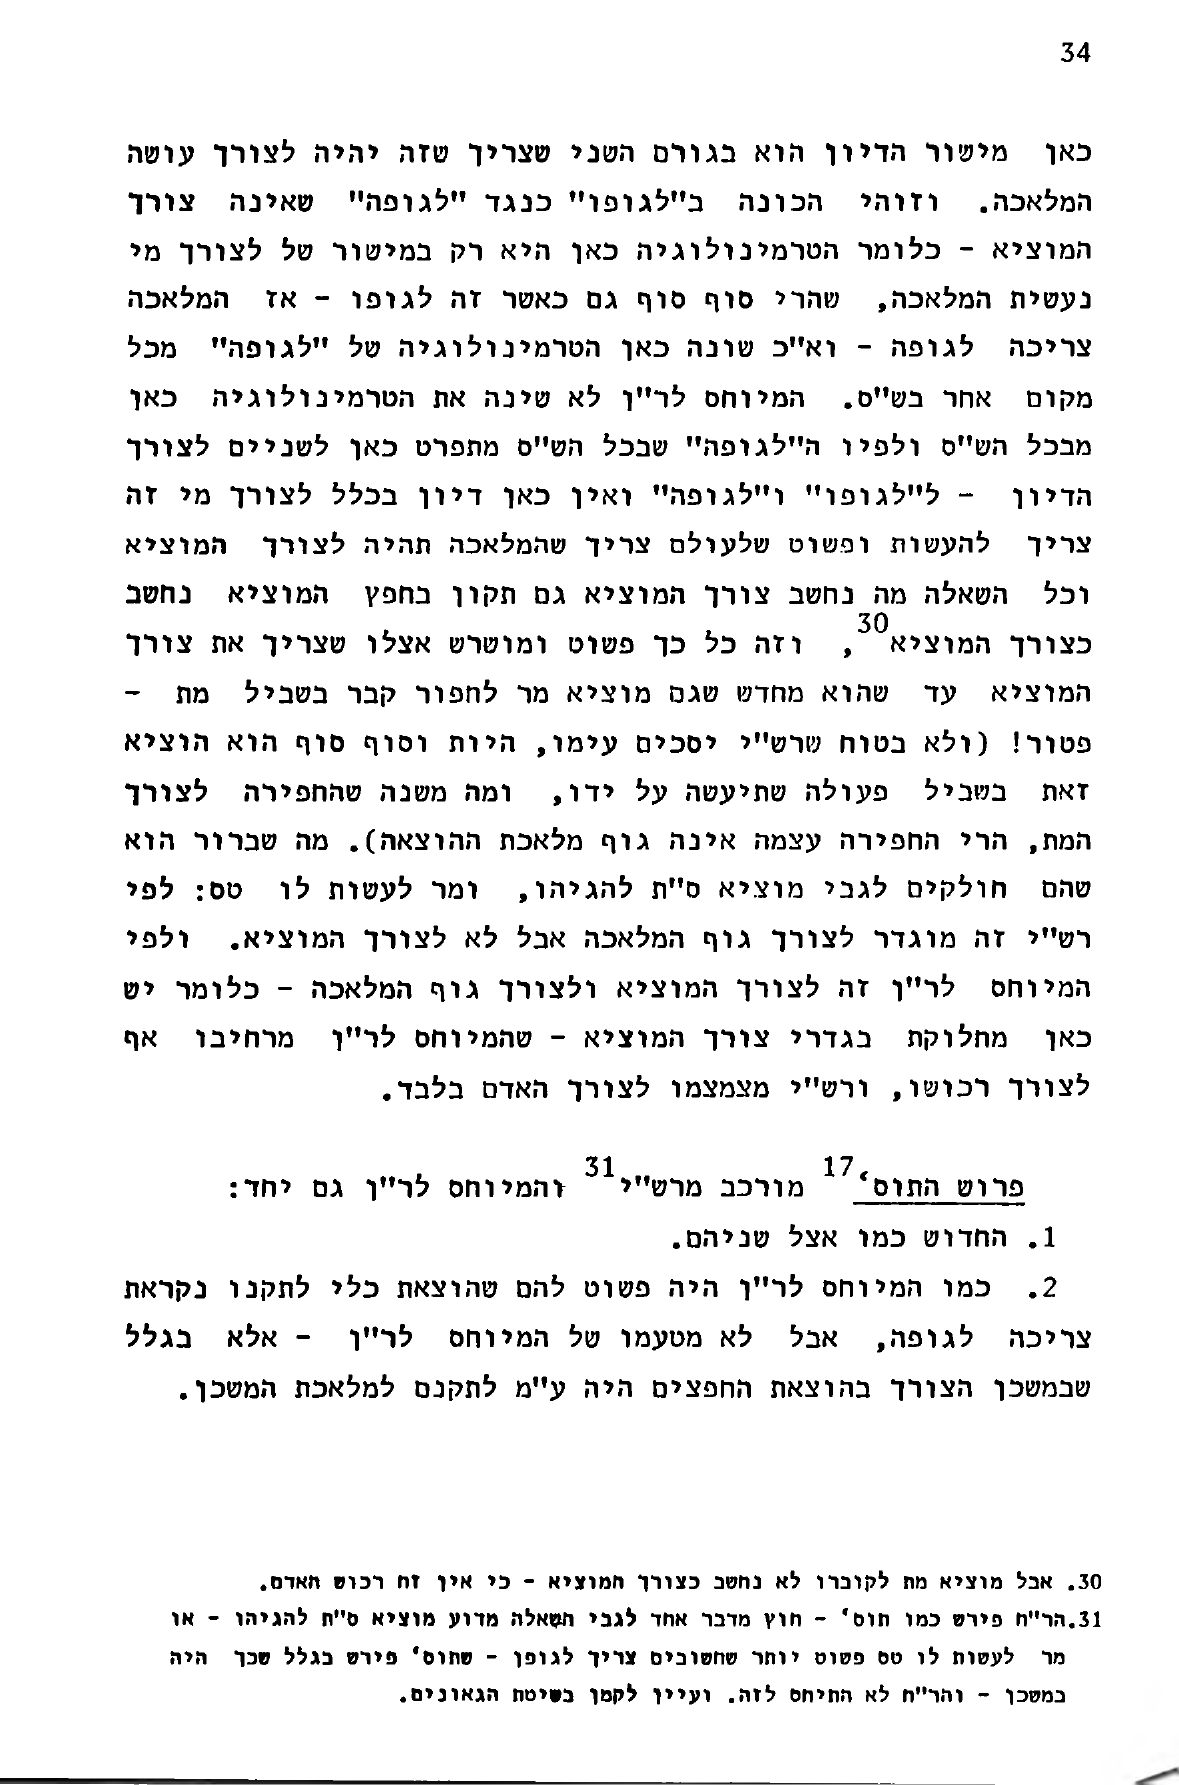 34
כאן מישור הדיון הוא בגורם השני שצריך שזה יהיה לצורך עושה
המלאכה. וזוהי הכונה ב"לגופו" כנגד "לגופה" שאינה צורך
המוציא - כלומר הטרמינולוגיה כאן היא רק במישור של לצורך מי
נעשית המלאכה, שהרי סוף סוף גם כאשר זה לגופו - אז המלאכה
צריכה לגופה - וא"כ שונה כאן הטרמינולוגיה של "לגופה" מכל
מקום אחר בש"ס. המיוחס לר"ן לא שינה את הטרמינולוגיה כאן
מבכל הש"ס ולפיו ה"לגופה" שבכל הש"ס מתפרט כאן לשניים לצורך
הדיון - ל"לגופו" ו"לגופה" ואין כאן דיון בכלל לצורך מי זה
צריך להעשות ופשוט שלעולם צריך שהמלאכה תהיה לצורך המוציא
וכל השאלה מה נחשב צורך המוציא גם תקון בחפץ המוציא נחשב
כצורך המוציא30, וזה כל כך פשוט ומושרש אצלו שצריך את צורך
המוציא עד שהוא מחדש שגם מוציא מר לחפור קבר בשביל מת -
פטור! (ולא בטוח שרש"י יסכים עימו, היות וסוף סוף הוא הוציא
זאת בשביל פעולה שתיעשה על ידו, ומה משנה שהחפירה לצורך
המת, הרי החפירה עצמה אינה גוף מלאכת ההוצאה). מה שברור הוא
שהם חולקים לגבי מוציא ס"ת להגיהו, ומר לעשות לו טס: לפי
רש"י זה מוגדר לצורך גוף המלאכה אבל לא לצורך המוציא. ולפי
המיוחס לר"ן זה לצורך המוציא ולצורך גוף המלאכה - כלומר יש
כאן מחלוקת בגדרי צורך המוציא - שהמיוחס לר"ן מרחיבו אף
לצורך רכושו, ורש"י מצמצמו לצורך האדם בלבד.
פרוש התוס'17 מורכב מרש"י31 והמיוחס לר"ן גם יחד:
1. החדוש כמו אצל שניהם.
2. כמו המיוחס לר"ן היה פשוט להם שהוצאת כלי לתקנו נקראת
צריכה לגופה, אבל לא מטעמו של המיוחס לר"ן - אלא בגלל
שבמשכן הצורך בהוצאת החפצים היה ע"מ לתקנם למלאכת המשכן.
30. אבל מוציא מת לקוברו לא נחשב כצורך המוציא - כי אין זה רכוש האדם.
31.הר"ח פירש כמו תוס' - חוץ מדבר אחד לגבי השאלה מדוע מוציא ס"ת להגיהו - או
מר לעשות לו טס פשוט יותר שחשובים צריך לגופן - שתוס' פירש בגלל שכך היה
במשכן - והר"ח לא התיחס לזה. ועיין לקמן בשיטת הגאונים.